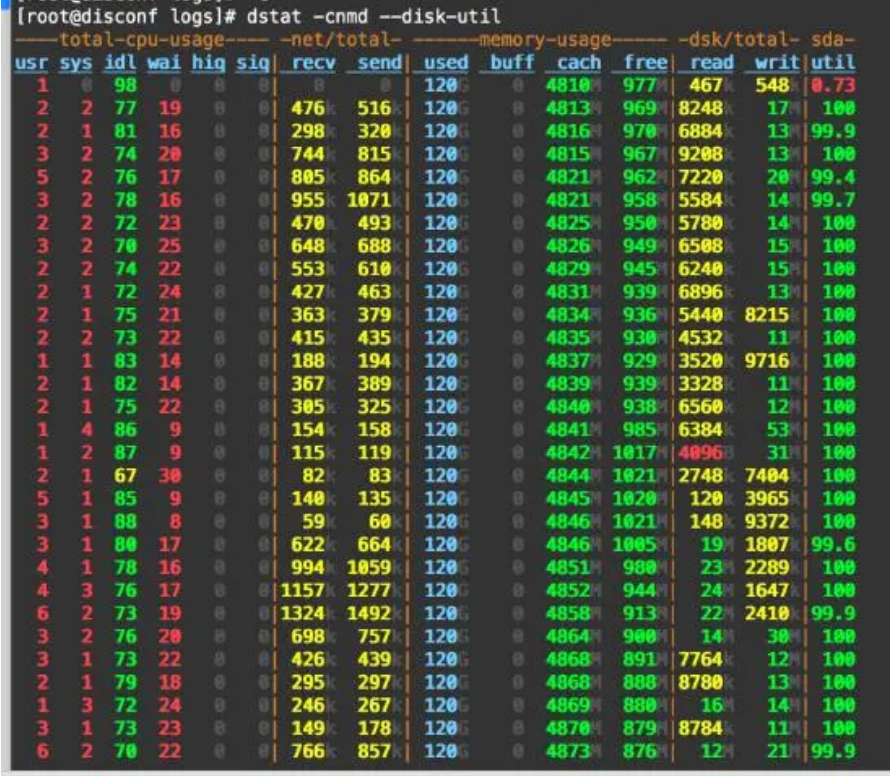 [root@disconf logs]# dstat -cnmd --disk-util
----total-cpu-usage---- -net/total- ------memory-usage----- -dsk/total- sda-
usr sys idl wai hiq siq| recv send| used buff cach free| read writ|util
1 0 98 0 0 0| 0 0 |120G 0 4810M 977M| 467k 548k|0.73
2 2 77 19 0 0| 476k 516k|120G 0 4813M 969M|8248k 17M| 100
2 1 81 16 0 0| 298k 320k|120G 0 4816M 970M|6884k 13M|99.9
3 2 74 20 0 0| 744k 815k|120G 0 4815M 967M|9208k 13M| 100
5 2 76 17 0 0| 805k 864k|120G 0 4821M 962M|7220k 20M|99.4
3 2 78 16 0 0| 955k 1071k|120G 0 4821M 958M|5584k 14M|99.7
2 2 72 23 0 0| 470k 493k|120G 0 4825M 950M|5780k 14M| 100
3 2 70 25 0 0| 648k 688k|120G 0 4826M 949M|6508k 15M| 100
2 2 74 22 0 0| 553k 610k|120G 0 4829M 945M|6240k 15M| 100
2 1 72 24 0 0| 427k 463k|120G 0 4831M 939M|6896k 13M| 100
2 1 75 21 0 0| 363k 379k|120G 0 4834M 936M|5440k 8215k| 100
2 2 73 22 0 0| 415k 435k|120G 0 4835M 930M|4532k 11M| 100
1 1 83 14 0 0| 188k 194k|120G 0 4837M 929M|3520k 9716k| 100
2 1 82 14 0 0| 367k 389k|120G 0 4839M 939M|3328k 11M| 100
2 1 75 22 0 0| 305k 325k|120G 0 4840M 938M|6560k 12M| 100
1 4 86 9 0 0| 154k 158k|120G 0 4841M 985M|6384k 53M| 100
1 2 87 9 0 0| 115k 119k|120G 0 4842M 1017M|4096B 31M| 100
2 1 67 30 0 0| 82k 83k|120G 0 4844M 1021M|2748k 7404k| 100
5 1 85 9 0 0| 140k 135k|120G 0 4845M 1020M| 120k 3965k| 100
3 1 88 8 0 0| 59k 60k|120G 0 4846M 1021M| 148k 9372k| 100
3 1 80 17 0 0| 622k 664k|120G 0 4846M 1005M| 19M 1807k|99.6
4 1 78 16 0 0| 994k 1059k|120G 0 4851M 980M| 23M 2289k| 100
4 3 76 17 0 0|1157k 1277k|120G 0 4852M 944M| 24M 1647k| 100
6 2 73 19 0 0|1324k 1492k|120G 0 4858M 913M| 22M 2410k|99.9
3 2 76 20 0 0| 698k 757k|120G 0 4864M 900M| 14M 30M| 100
3 1 73 22 0 0| 426k 439k|120G 0 4868M 891M|7764k 12M| 100
2 1 79 18 0 0| 295k 297k|120G 0 4868M 888M|8780k 13M| 100
1 3 72 24 0 0| 246k 267k|120G 0 4869M 880M| 16M 14M| 100
3 1 73 23 0 0| 149k 178k|120G 0 4870M 879M|8784k 11M| 100
6 2 70 22 0 0| 766k 857k|120G 0 4873M 876M| 12M 21M|99.9